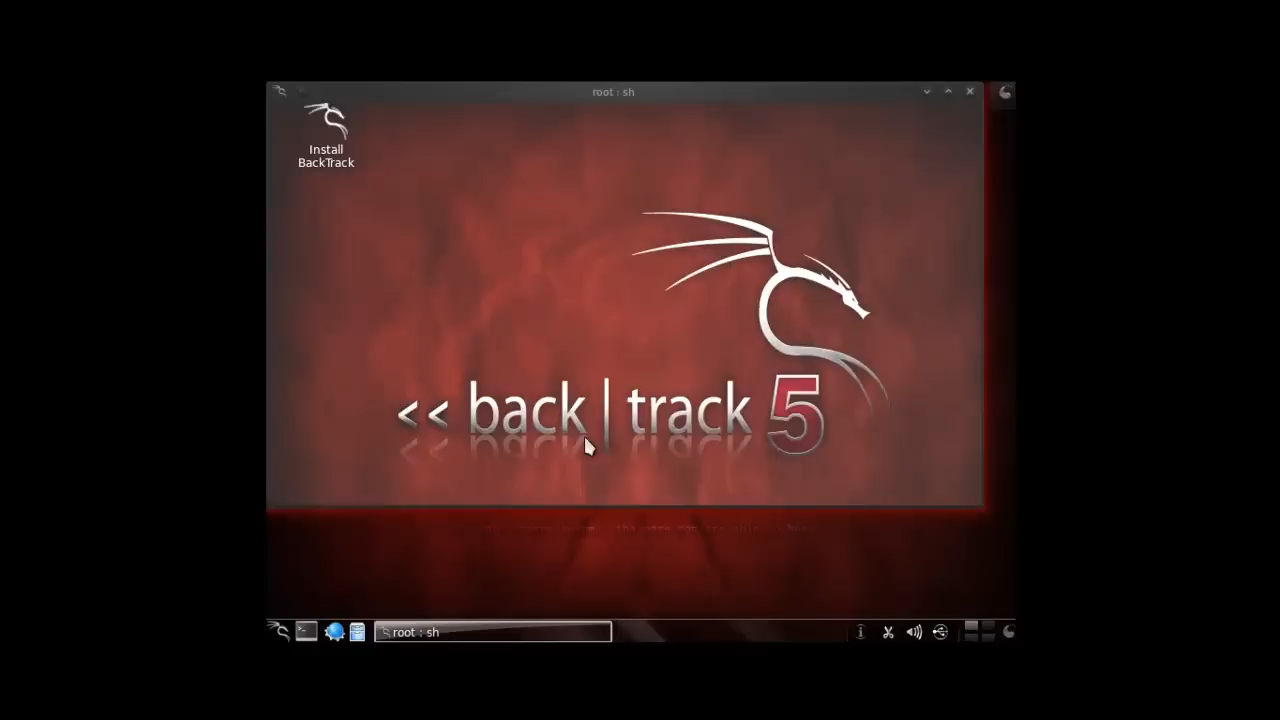 root : sh
Install
BackTrack
<< back | track 5
root : sh